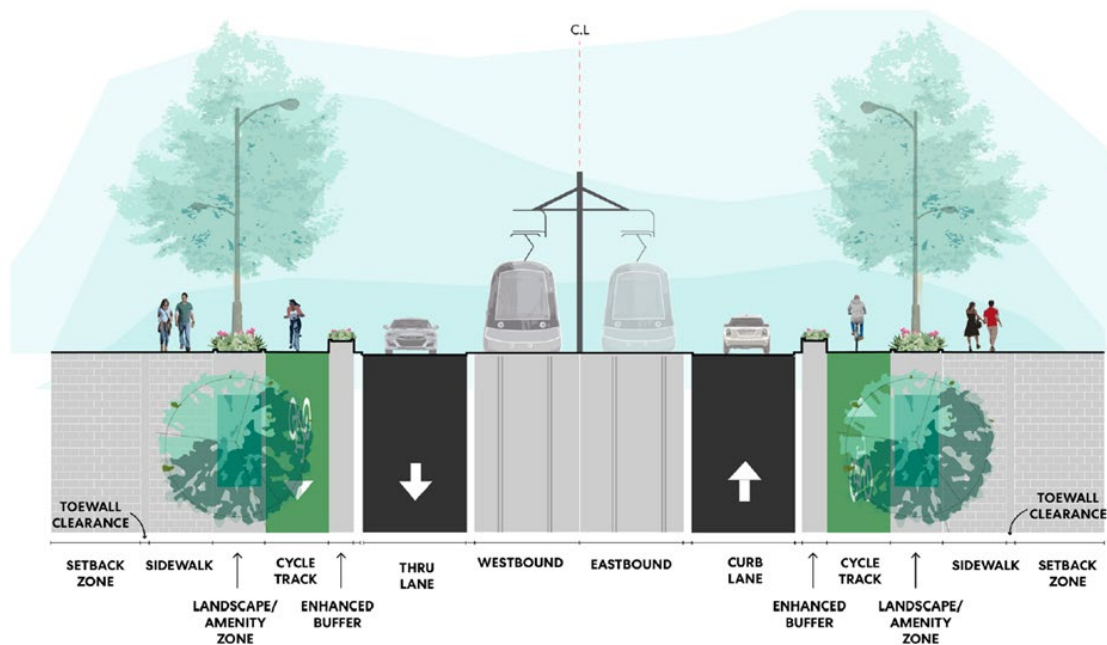 C.L
TOEWALL
CLEARANCE
TOEWALL
CLEARANCE
SETBACK
ZONE
SIDEWALK
LANDSCAPE/
AMENITY
ZONE
CYCLE
TRACK
ENHANCED
BUFFER
THRU
LANE
WESTBOUND
EASTBOUND
CURB
LANE
ENHANCED
BUFFER
CYCLE
TRACK
LANDSCAPE/
AMENITY
ZONE
SIDEWALK
SETBACK
ZONE